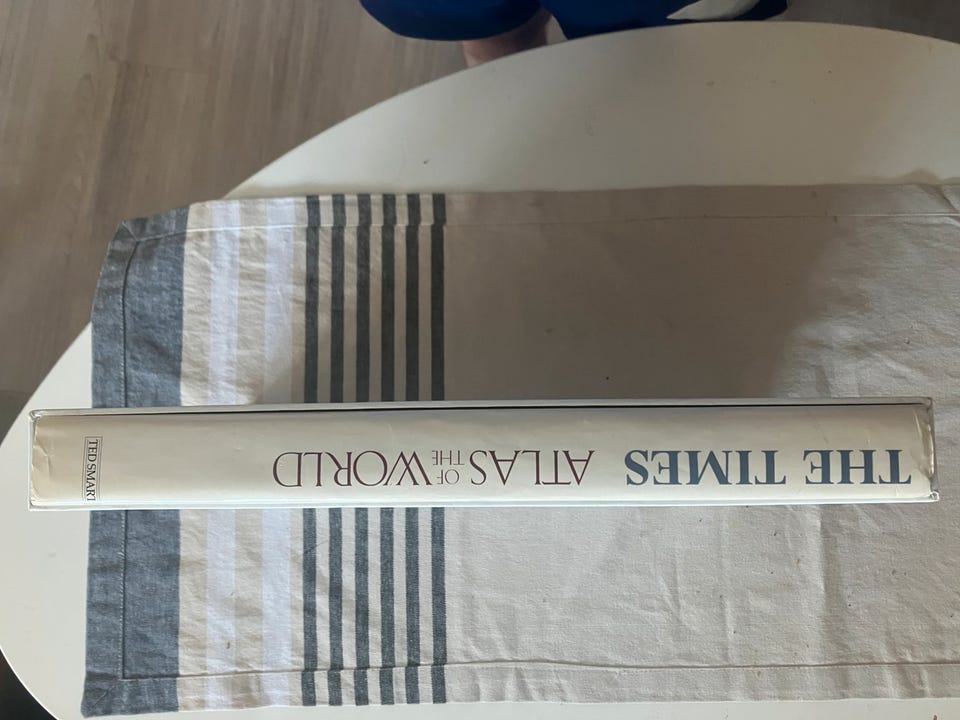 THE TIMES
ATLAS OF THE WORLD
TED SMART